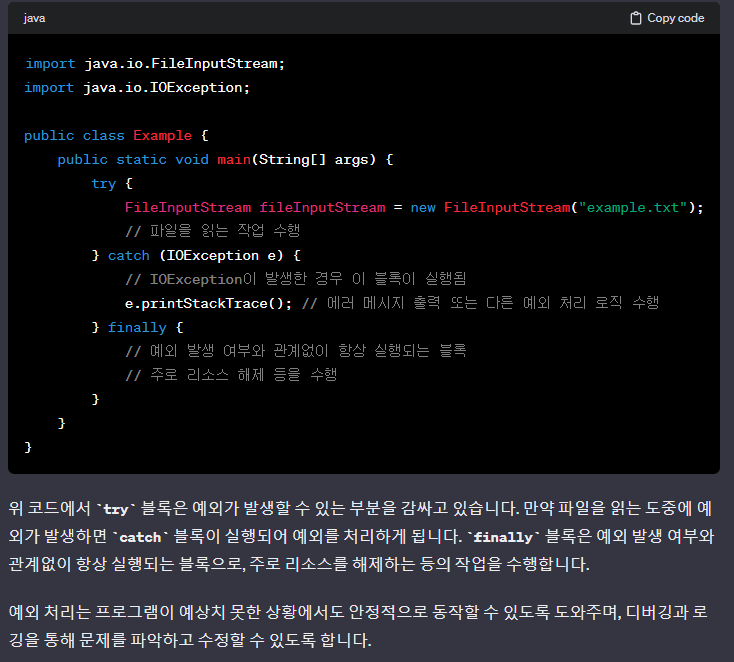 java
Copy code
import java.io.FileInputStream;
import java.io.IOException;
public class Example {
public static void main(String[] args) {
try {
FileInputStream fileInputStream = new FileInputStream("example.txt");
// 파일을 읽는 작업 수행
} catch (IOException e) {
// IOException이 발생한 경우 이 블록이 실행됨
e.printStackTrace(); // 에러 메시지 출력 또는 다른 예외 처리 로직 수행
} finally {
// 예외 발생 여부와 관계없이 항상 실행되는 블록
// 주로 리소스 해제 등을 수행
}
}
}
위 코드에서 `try` 블록은 예외가 발생할 수 있는 부분을 감싸고 있습니다. 만약 파일을 읽는 도중에 예
외가 발생하면 `catch` 블록이 실행되어 예외를 처리하게 됩니다. `finally` 블록은 예외 발생 여부와
관계없이 항상 실행되는 블록으로, 주로 리소스를 해제하는 등의 작업을 수행합니다.
예외 처리는 프로그램이 예상치 못한 상황에서도 안정적으로 동작할 수 있도록 도와주며, 디버깅과 로
깅을 통해 문제를 파악하고 수정할 수 있도록 합니다.